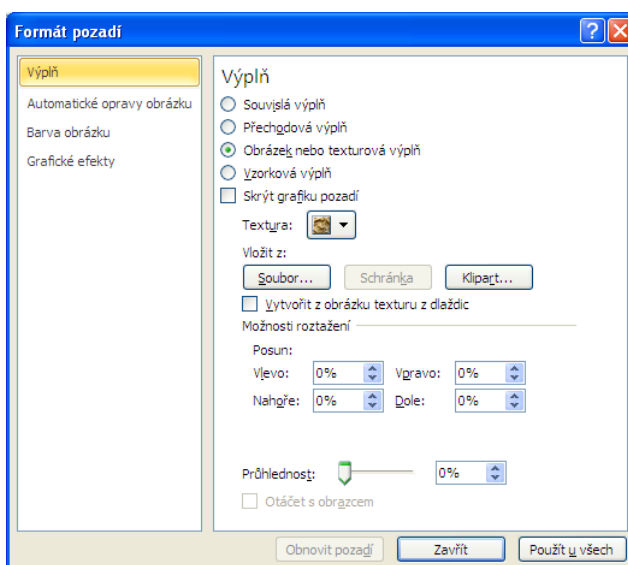 Formát pozadí
Výplň
Automatické opravy obrázku
Barva obrázku
Grafické efekty
Výplň
Souvislá výplň
Přechodová výplň
Obrázek nebo texturová výplň
Vzorková výplň
Skrýt grafiku pozadí
Textura:
Vložit z:
Soubor... Schránka Klipart...
Vytvořit z obrázku texturu z dlaždic
Možnosti roztažení
Posun:
Vlevo: 0% Vpravo: 0%
Nahoře: 0% Dole: 0%
Průhlednost: 0%
Otáčet s obrazcem
Obnovit pozadí Zavřít Použít u všech